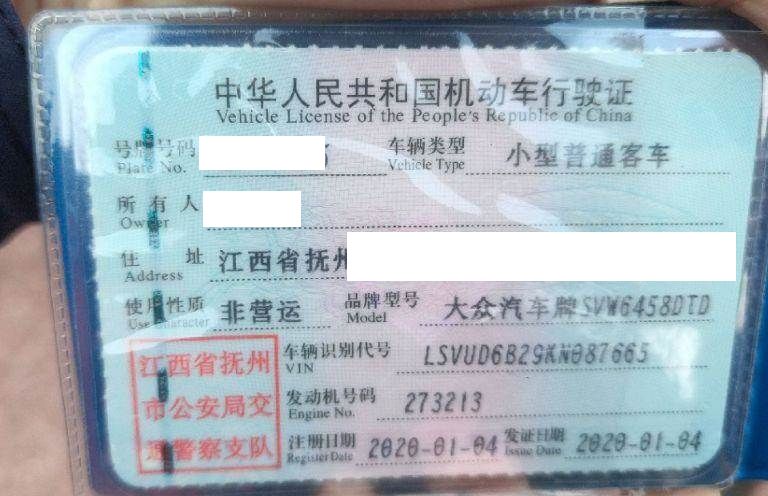 中华人民共和国机动车行驶证
Vehicle License of the People's Republic of China
号牌号码 车辆类型 小型普通客车
Plate No. Vehicle Type
所有人
Owner
住址 江西省抚州
Address
使用性质 非营运 品牌型号 大众汽车牌SVW6458DTD
Use Character Model
江西省抚州 车辆识别代号 LSVUD6B29KN087665
VIN
市公安局交 发动机号码 273213
Engine No.
通警察支队 注册日期 2020-01-04 发证日期 2020-01-04
Register Date Issue Date